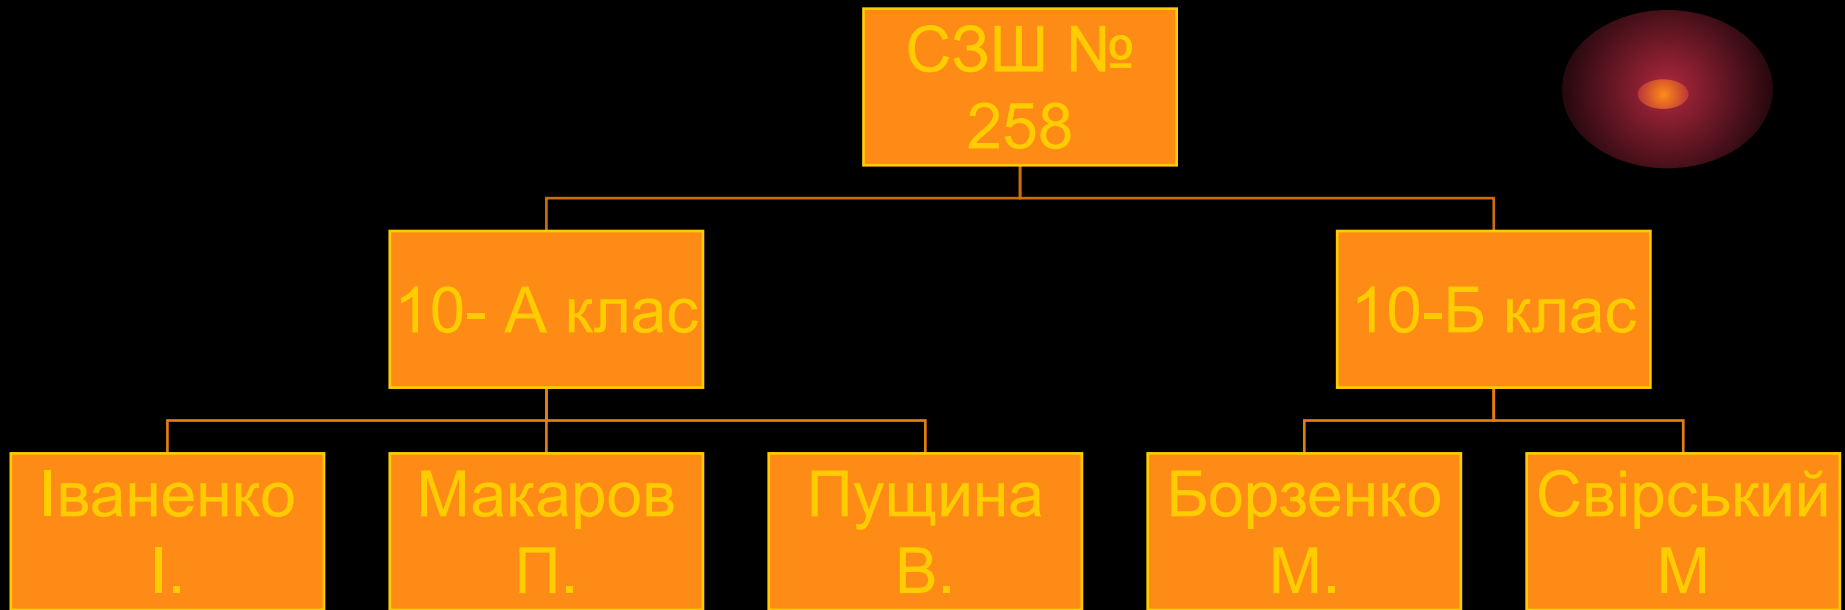 СЗШ №
258
10- А клас
10-Б клас
Іваненко
І.
Макаров
П.
Пущина
В.
Борзенко
М.
Свірський
М